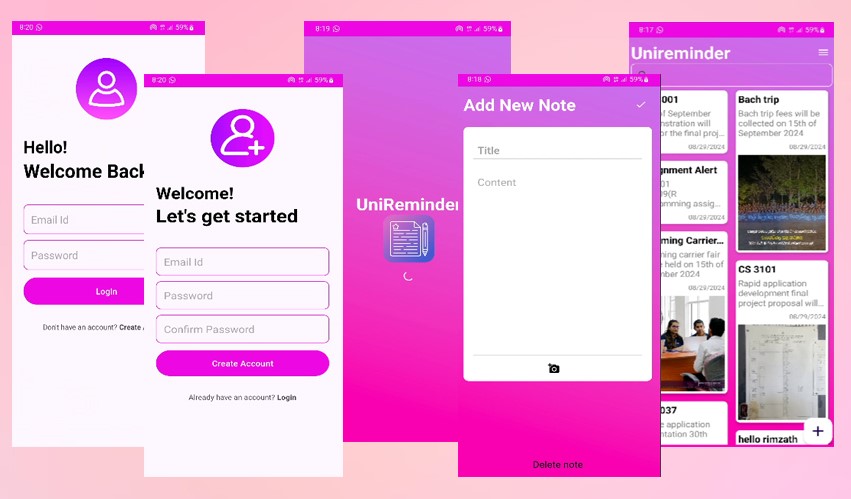 8:20
59%
Hello!
Welcome Back
Email Id
Password
Login
Don't have an account? Create
8:20
59%
Welcome!
Let's get started
Email Id
Password
Confirm Password
Create Account
Already have an account? Login
8:19
59%
UniReminder
8:18
59%
Add New Note
Title
Content
Delete note
8:17
59%
Unireminder
001
of September
nstration will
or the final proj...
08/29/2024
gnment Alert
01
09(R
omming assig...
08/29/2024
ming Carrier...
ming carrier fair
e held on 15th of
mber 2024
08/29/2024
037
e application
ntation 30th
Bach trip
Bach trip fees will be
collected on 15th of
September 2024
08/29/2024
CS 3101
Rapid application
development final
project proposal will...
08/29/2024
hello rimzath